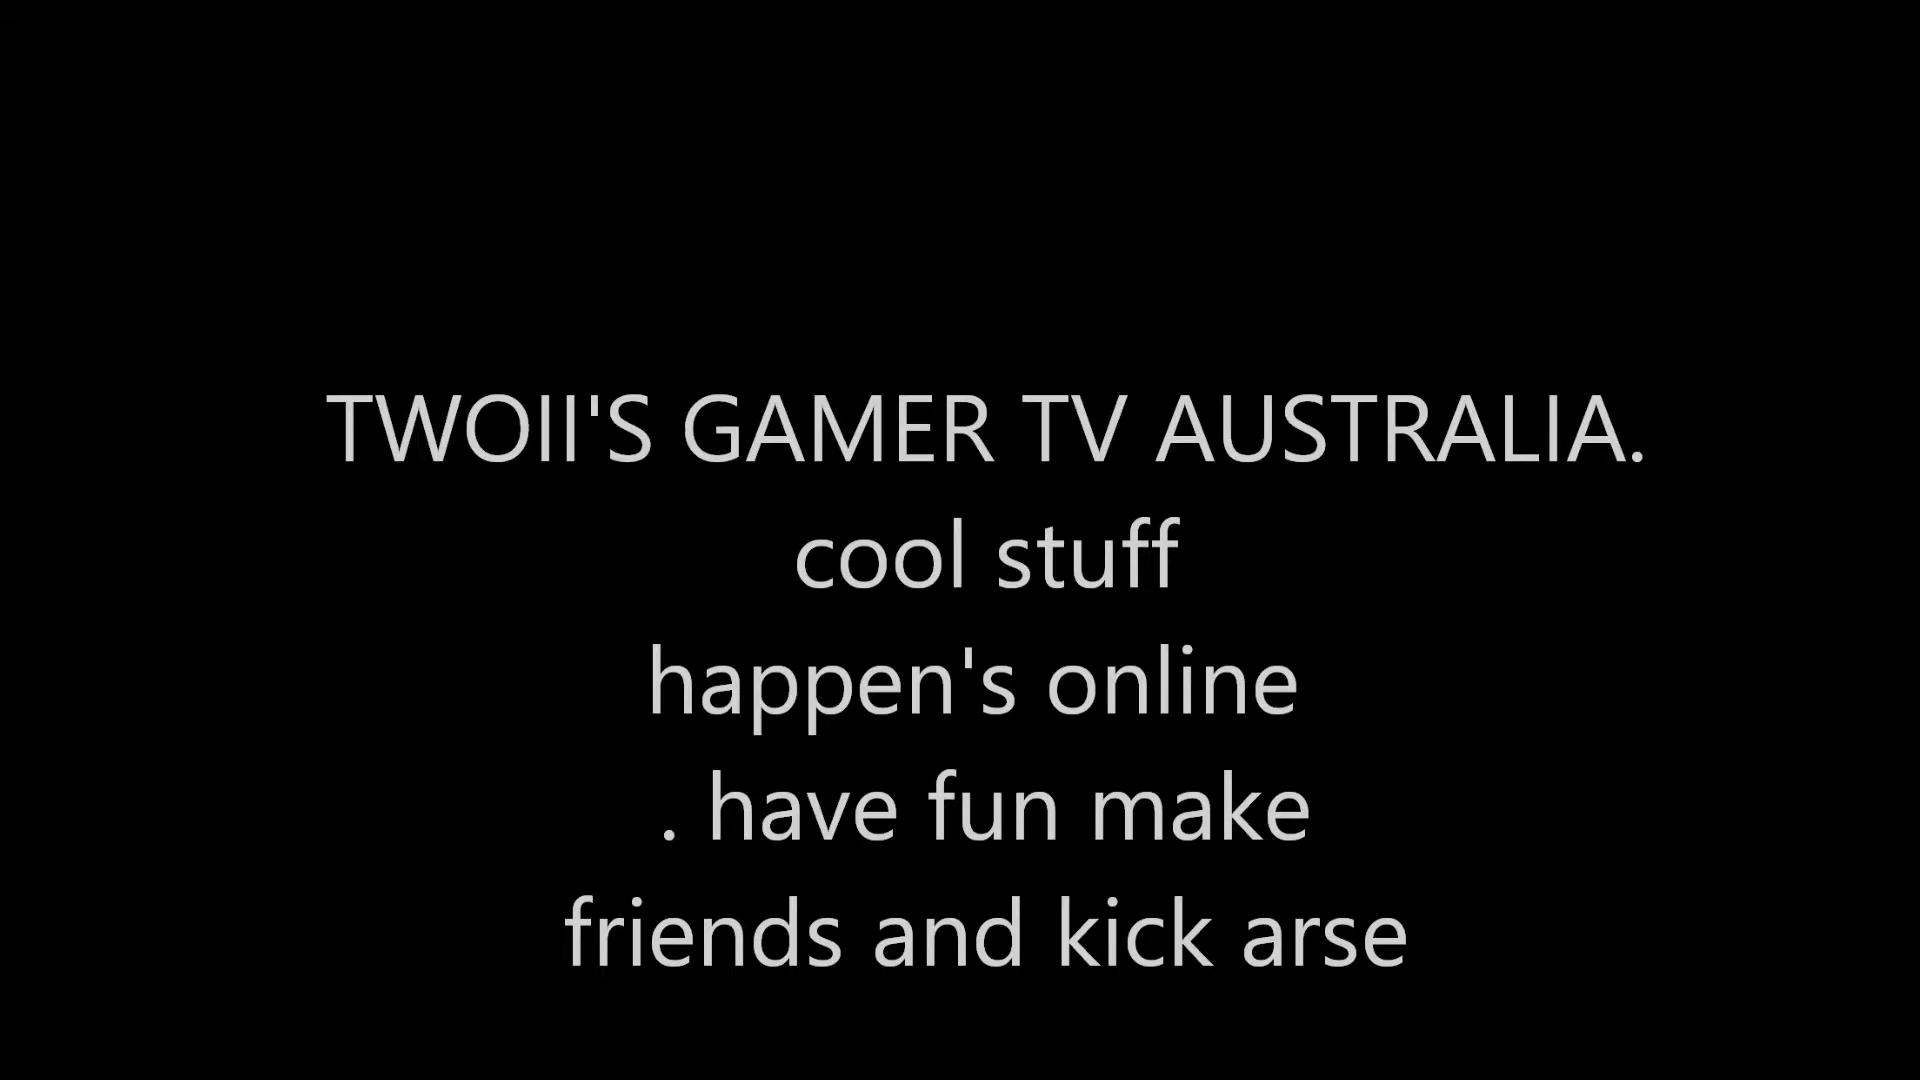 TWOII'S GAMER TV AUSTRALIA.
cool stuff
happen's online
. have fun make
friends and kick arse